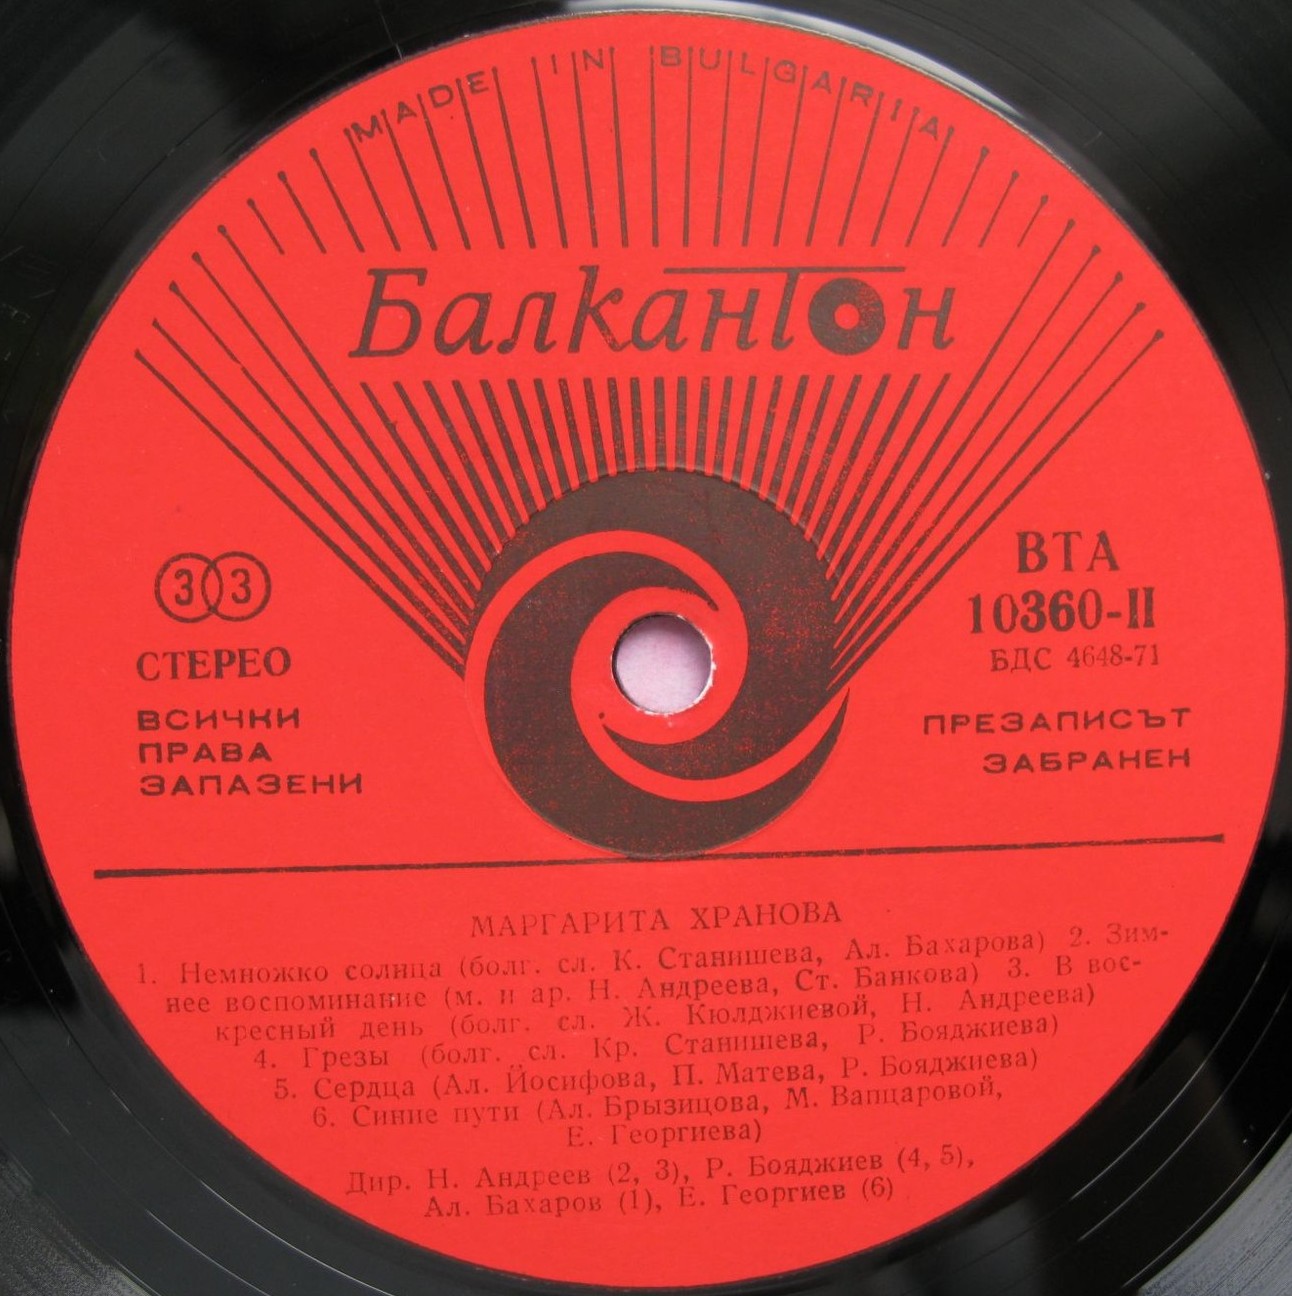 MADE IN BULGARIA
Балкантон
33
СТЕРЕО
ВСИЧКИ
ПРАВА
ЗАПАЗЕНИ
ВТА
10360-II
БДС 4648-71
ПРЕЗАПИСЪТ
ЗАБРАНЕН
МАРГАРИТА ХРАНОВА
1. Немножко солнца (болг. сл. К. Станишева, Ал. Бахарова) 2. Зим-
нее воспоминание (м. и ар. Н. Андреева, Ст. Банкова) 3. В вос-
кресный день (болг. сл. Ж. Кюлджиевой, Н. Андреева)
4. Грезы (болг. сл. Кр. Станишева, Р. Бояджиева)
5. Сердца (Ал. Йосифова, П. Матева, Р. Бояджиева)
6. Синие пути (Ал. Брызицова, М. Вапцаровой,
Е. Георгиева)
Дир. Н. Андреев (2, 3), Р. Бояджиев (4, 5),
Ал. Бахаров (1), Е. Георгиев (6)